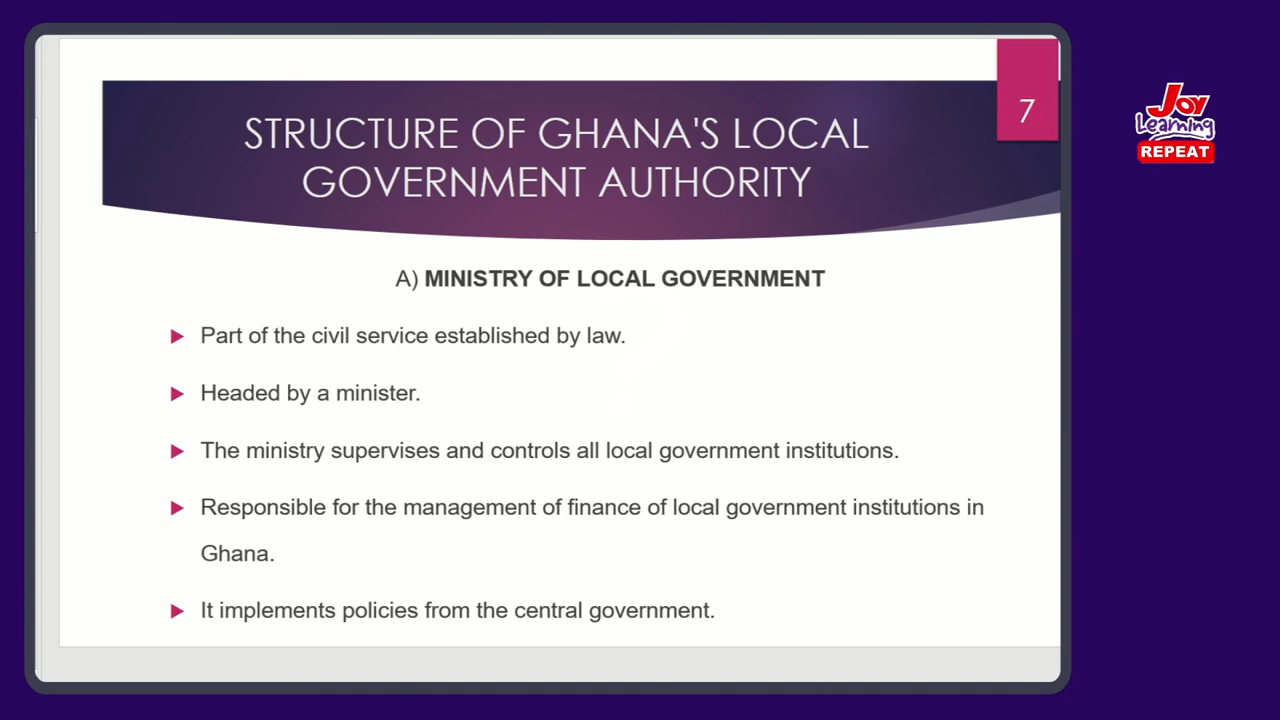 7
STRUCTURE OF GHANA'S LOCAL
GOVERNMENT AUTHORITY
A) MINISTRY OF LOCAL GOVERNMENT
Part of the civil service established by law.
Headed by a minister.
The ministry supervises and controls all local government institutions.
Responsible for the management of finance of local government institutions in
Ghana.
It implements policies from the central government.
JOY
Learning
REPEAT